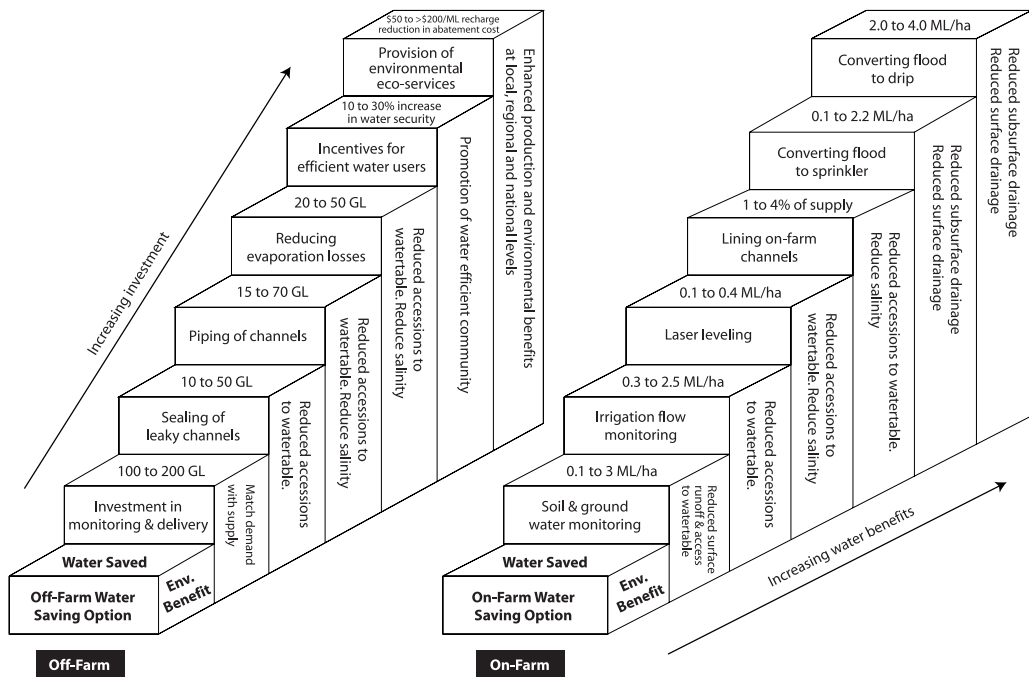 $50 to >$200/ML recharge
reduction in abatement cost
Provision of
environmental
eco-services
Enhanced production and environmental benefits
at local, regional and national levels
10 to 30% increase
in water security
Incentives for
efficient water users
Promotion of water efficient community
20 to 50 GL
Reducing
evaporation losses
Reduced accessions to
watertable. Reduce salinity
15 to 70 GL
Piping of channels
Reduced accessions to
watertable. Reduce salinity
10 to 50 GL
Sealing of
leaky channels
Reduced accessions
to watertable.
100 to 200 GL
Investment in
monitoring & delivery
Match demand
with supply
Water Saved
Off-Farm Water
Saving Option
Env.
Benefit
Increasing investment
Off-Farm
2.0 to 4.0 ML/ha
Converting flood
to drip
Reduced subsurface drainage
Reduced surface drainage
0.1 to 2.2 ML/ha
Converting flood
to sprinkler
Reduced subsurface drainage
Reduced surface drainage
1 to 4% of supply
Lining on-farm
channels
Reduced accessions to watertable.
Reduce salinity
0.1 to 0.4 ML/ha
Laser leveling
Reduced accessions to
watertable. Reduce salinity
0.3 to 2.5 ML/ha
Irrigation flow
monitoring
Reduced accessions
to watertable.
0.1 to 3 ML/ha
Soil & ground
water monitoring
Reduced surface
runoff & access
to watertable
Water Saved
On-Farm Water
Saving Option
Env.
Benefit
Increasing water benefits
On-Farm